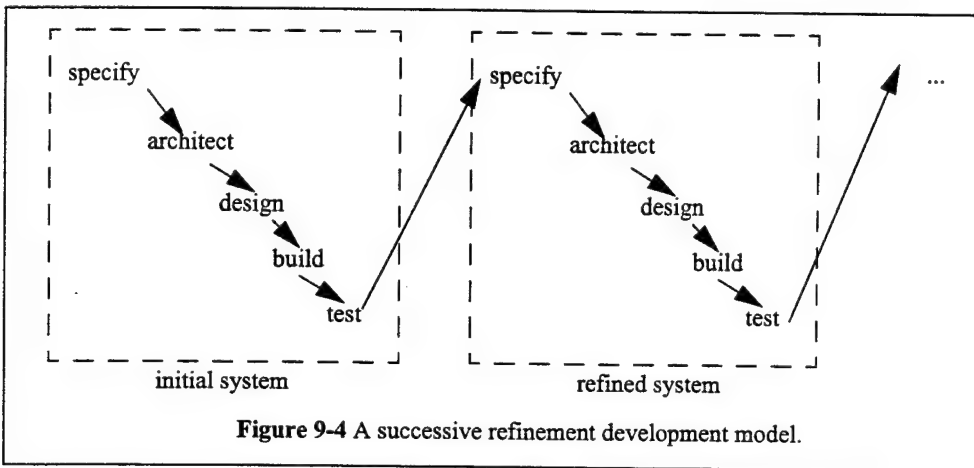 specify
architect
design
build
test
initial system
specify
architect
design
build
test
refined system
...
Figure 9-4 A successive refinement development model.